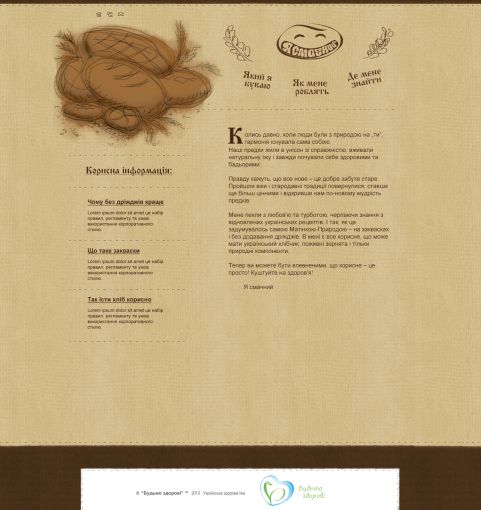 Я Смачний
Який я
буваю
Як мене
роблять
Де мене
знайти
Колись давно, коли люди були з природою на „ти“,
гармонія існувала сама собою.
Наші предки жили в унісон зі справжністю, вживали
натуральну їжу і завжди почували себе здоровими та
бадьорими.
Правду кажуть, що все нове – це добре забуте старе.
Пройшли віки і стародавні традиції повернулися, ставши
ще більш цінними і відкривши нам по-новому мудрість
предків.
Мене пекли з любов'ю та турботою, черпаючи знання з
відновлених українських рецептів. І так, як це
задумувалось самою Матінкою-Природою – на заквасках
і без додавання дріжджів. В мені є все корисне, що може
мати український хлібчик: поживні зернята і тільки
природні компоненти.
Тепер ви можете бути впевненими, що корисне – це
просто! Куштуйте на здоров'я!
Я смачний
Корисна інформація:
Чому без дріжджів краще
Lorem ipsum dolor sit amet це набір
правил, регламенту та умов
використання корпоративного
стилю.
Що таке закваски
Lorem ipsum dolor sit amet це набір
правил, регламенту та умов
використання корпоративного
стилю.
Так їсти хліб корисно
Lorem ipsum dolor sit amet це набір
правил, регламенту та умов
використання корпоративного
стилю.
© "Будьмо здорові" ™ 2013 Українська здорова їжа
Будьмо
здорові